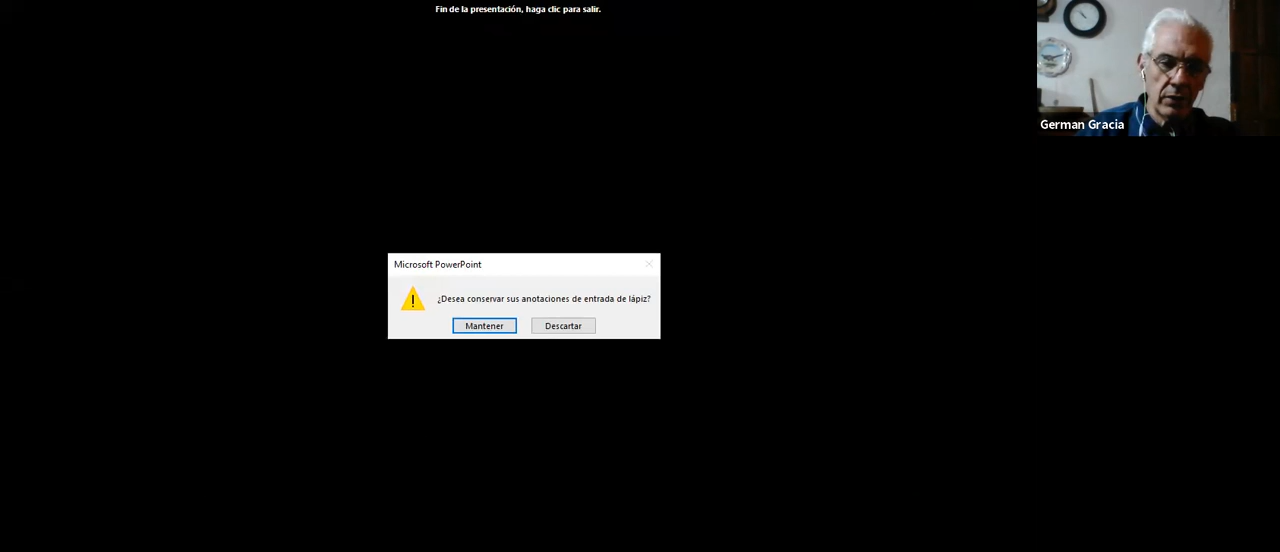 Fin de la presentación, haga clic para salir.
German Gracia
Microsoft PowerPoint
¿Desea conservar sus anotaciones de entrada de lápiz?
Mantener
Descartar